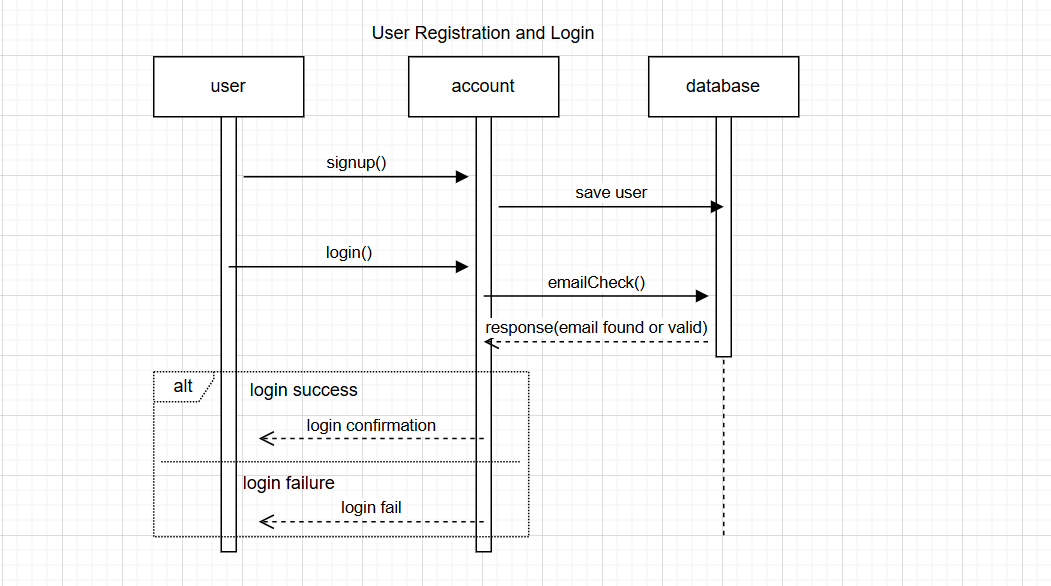 User Registration and Login
user
account
database
signup()
save user
login()
emailCheck()
response(email found or valid)
alt
login success
login confirmation
login failure
login fail